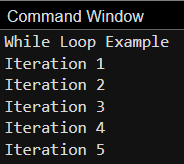 Command Window
While Loop Example
Iteration 1
Iteration 2
Iteration 3
Iteration 4
Iteration 5